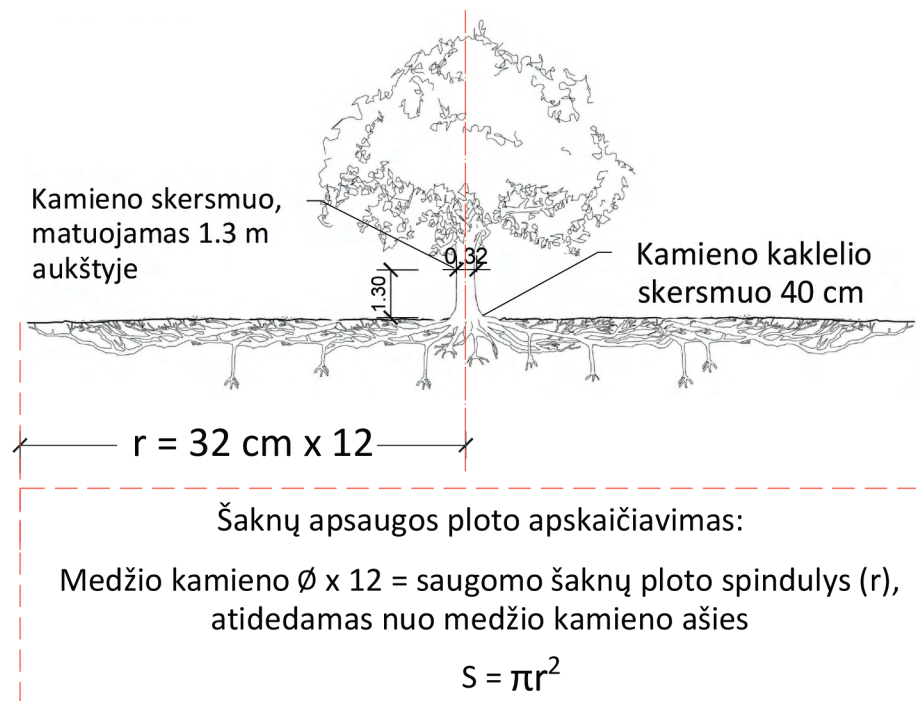 Kamieno skersmuo,
matuojamas 1.3 m
aukštyje
0,32
1.30
Kamieno kaklelio
skersmuo 40 cm
r = 32 cm x 12
Šaknų apsaugos ploto apskaičiavimas:
Medžio kamieno Ø x 12 = saugomo šaknų ploto spindulys (r),
atidedamas nuo medžio kamieno ašies
S = πr²